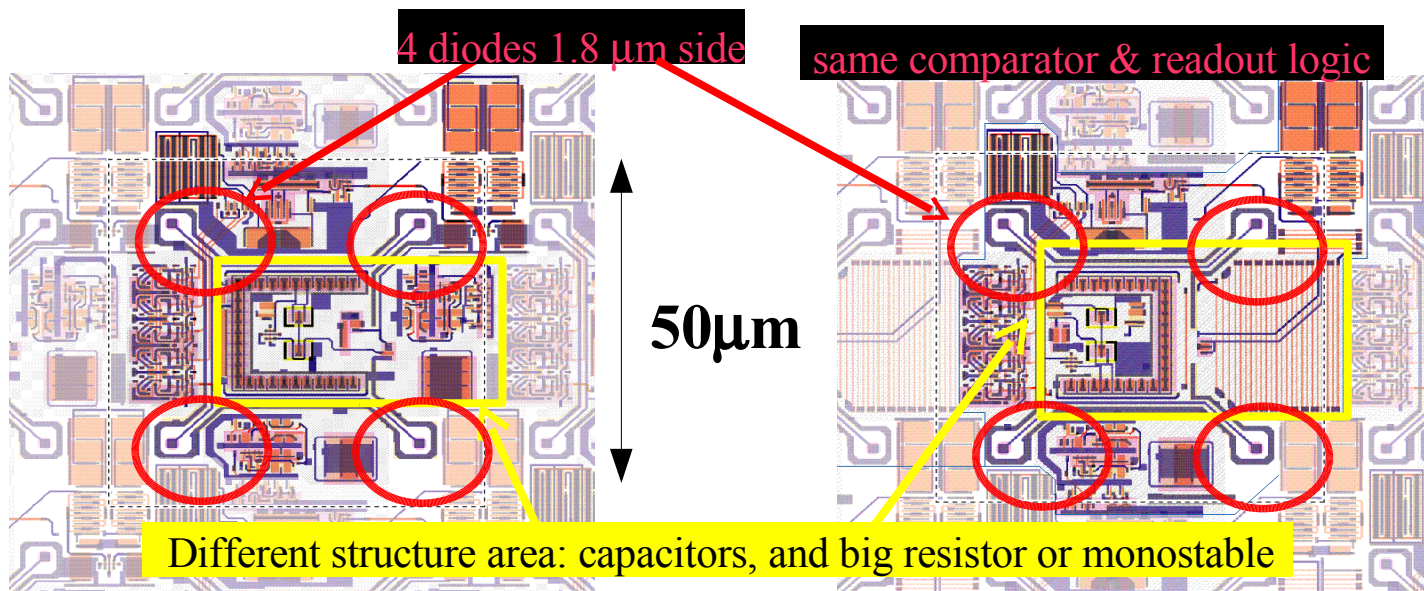 4 diodes 1.8 μm side
same comparator & readout logic
50μm
Different structure area: capacitors, and big resistor or monostable